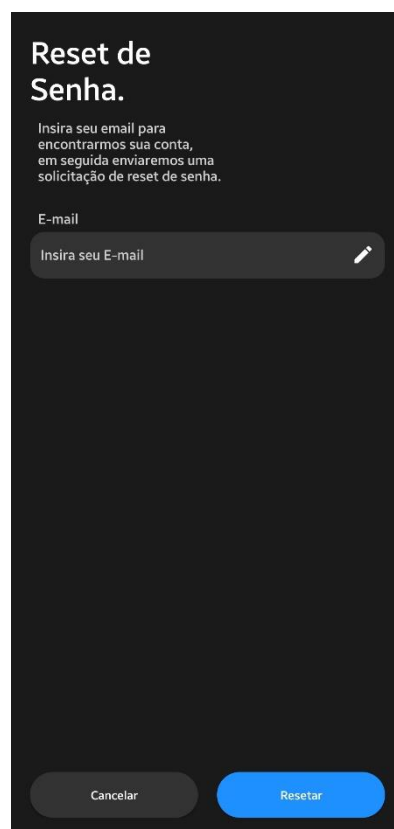 Reset de
Senha.
Insira seu email para
encontrarmos sua conta,
em seguida enviaremos uma
solicitação de reset de senha.
E-mail
Insira seu E-mail
Cancelar
Resetar